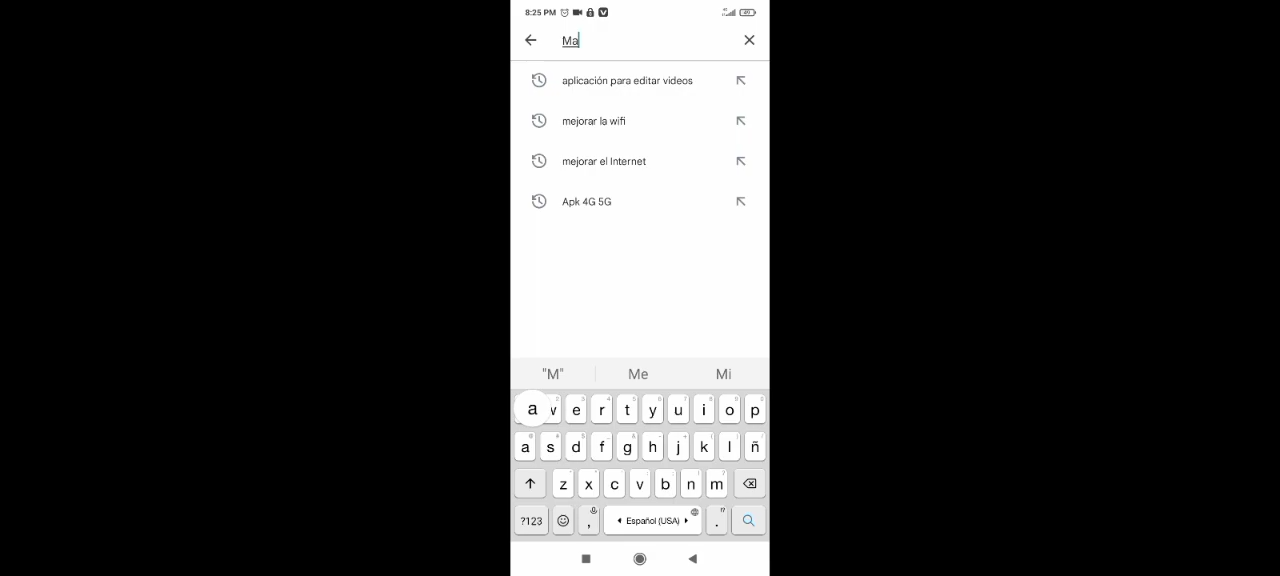 8:25 PM
Ma
aplicación para editar videos
mejorar la wifi
mejorar el Internet
Apk 4G 5G
"M" Me Mi
a w e r t y u i o p
a s d f g h j k l ñ
z x c v b n m
?123 , Español (USA) .